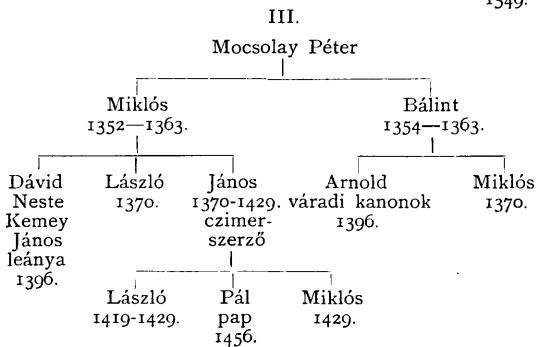 1549.
III.
Mocsolay Péter
Miklós Bálint
1352—1363. 1354—1363.
Dávid László János Arnold Miklós
Neste 1370. 1370-1429. váradi kanonok 1370.
Kemey czimer- 1396.
János szerző
leánya
1396.
László Pál Miklós
1419-1429. pap 1429.
1456.